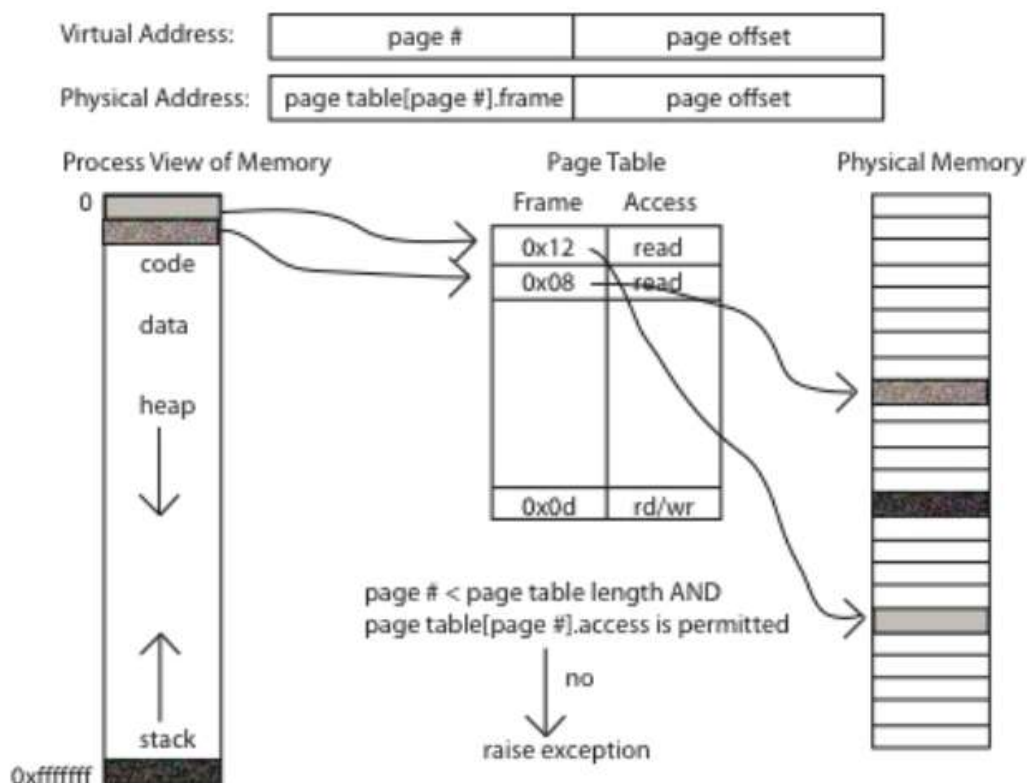 Virtual Address: page # page offset
Physical Address: page table[page #].frame page offset
Process View of Memory Page Table Physical Memory
0 Frame Access
0x12 read
code 0x08 read
data
heap
0x0d rd/wr
page # < page table length AND
page table[page #].access is permitted
no
stack raise exception
0xfffffff